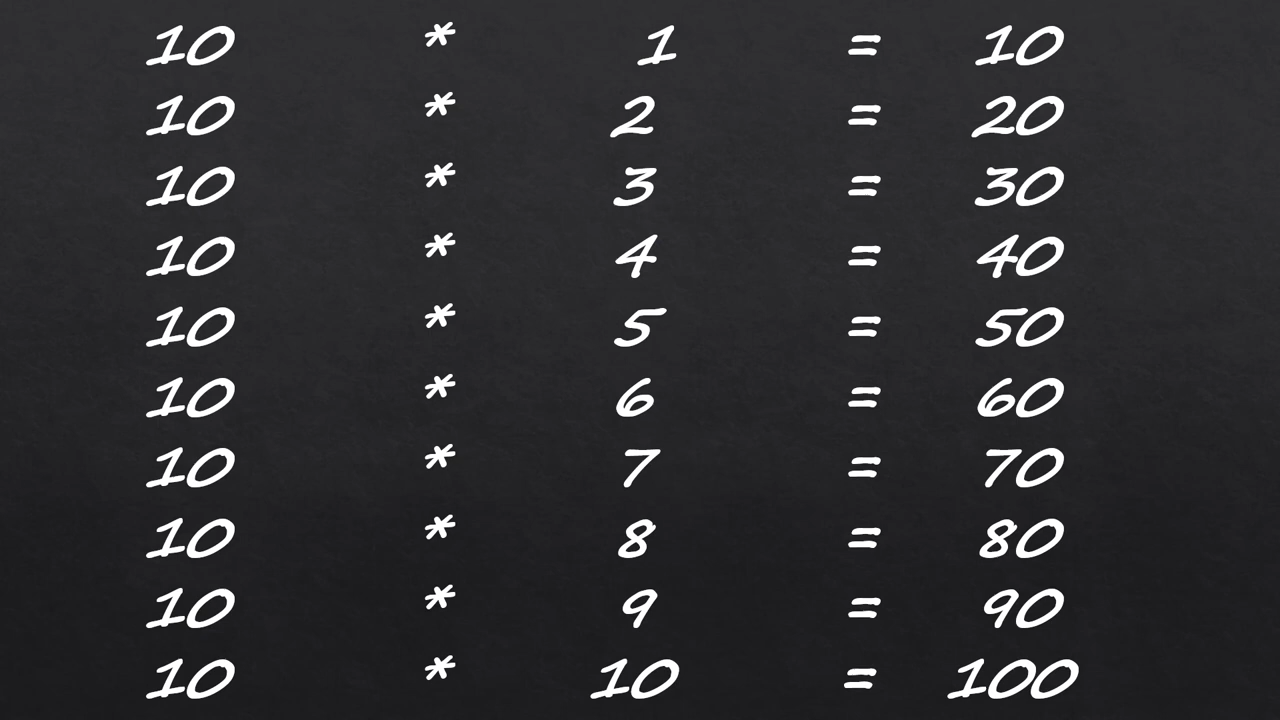 10 * 1 = 10
10 * 2 = 20
10 * 3 = 30
10 * 4 = 40
10 * 5 = 50
10 * 6 = 60
10 * 7 = 70
10 * 8 = 80
10 * 9 = 90
10 * 10 = 100